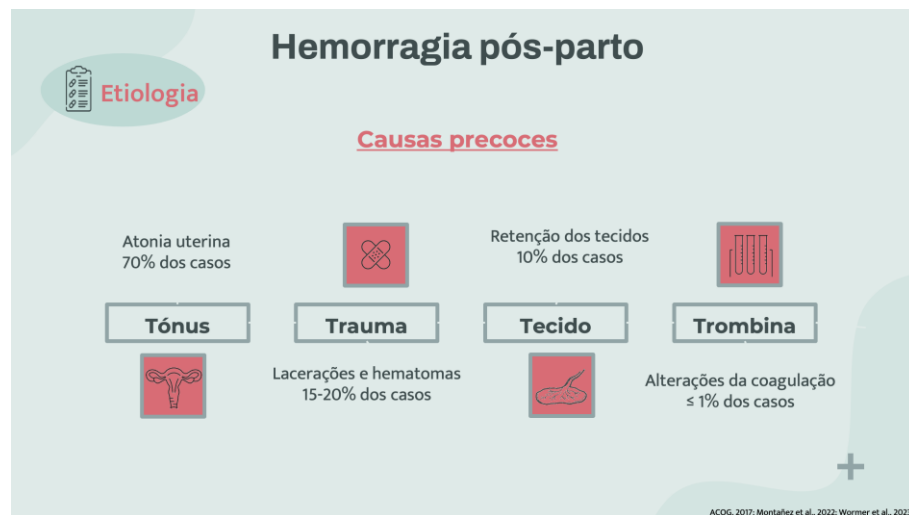 Hemorragia pós-parto
Etiologia
Causas precoces
Atonia uterina
70% dos casos
Tónus
Trauma
Lacerações e hematomas
15-20% dos casos
Retenção dos tecidos
10% dos casos
Tecido
Trombina
Alterações da coagulação
≤ 1% dos casos
ACOG, 2017; Montañez et al., 2022; Wormer et al., 2023